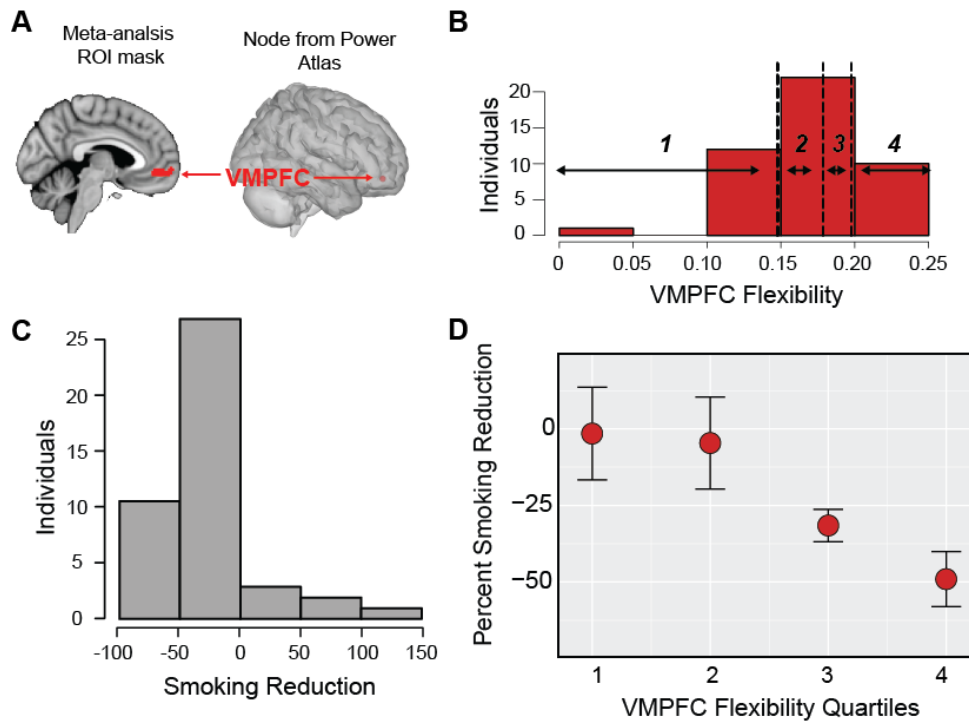 A
Meta-analsis
ROI mask
Node from Power
Atlas
VMPFC
B
Individuals
20
15
10
5
0
1
2
3
4
0
0.05
0.10
0.15
0.20
0.25
VMPFC Flexibility
C
Individuals
25
20
15
10
5
0
-100
-50
0
50
100
150
Smoking Reduction
D
Percent Smoking Reduction
0
−25
−50
1
2
3
4
VMPFC Flexibility Quartiles